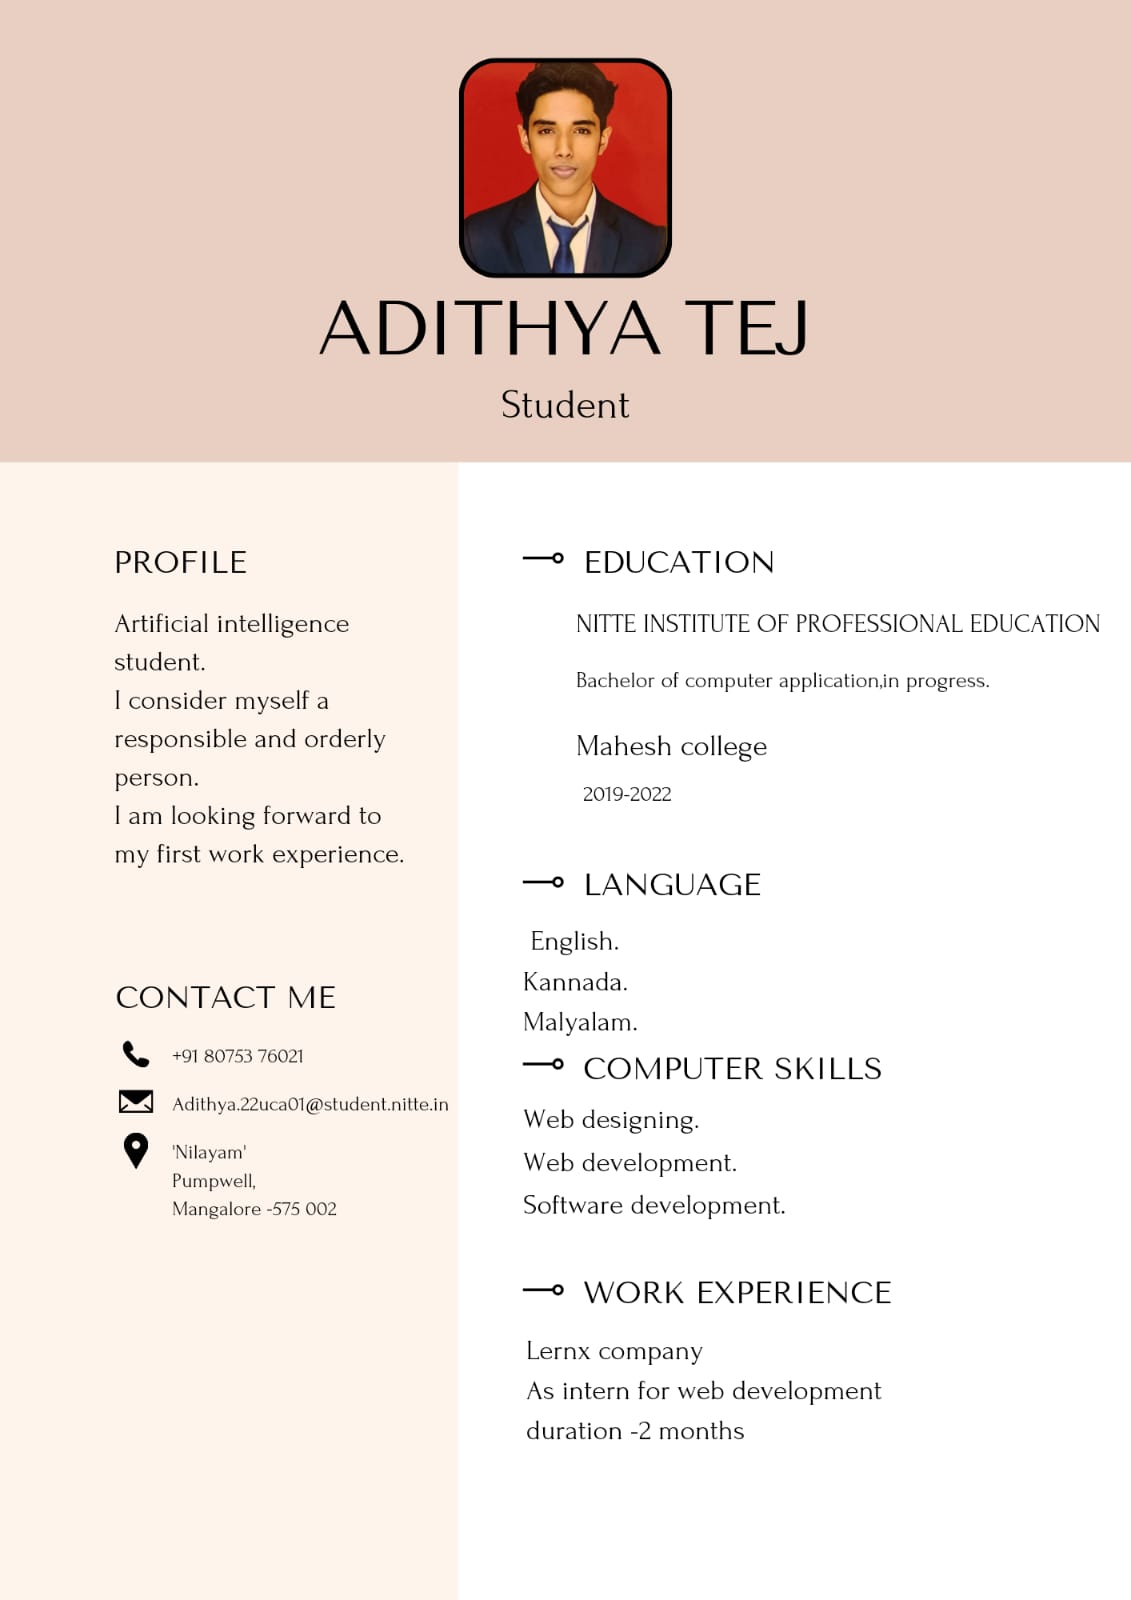 ADITHYA TEJ
Student
PROFILE
Artificial intelligence
student.
I consider myself a
responsible and orderly
person.
I am looking forward to
my first work experience.
CONTACT ME
+91 80753 76021
Adithya.22uca01@student.nitte.in
'Nilayam'
Pumpwell,
Mangalore -575 002
EDUCATION
NITTE INSTITUTE OF PROFESSIONAL EDUCATION
Bachelor of computer application,in progress.
Mahesh college
2019-2022
LANGUAGE
English.
Kannada.
Malyalam.
COMPUTER SKILLS
Web designing.
Web development.
Software development.
WORK EXPERIENCE
Lernx company
As intern for web development
duration -2 months